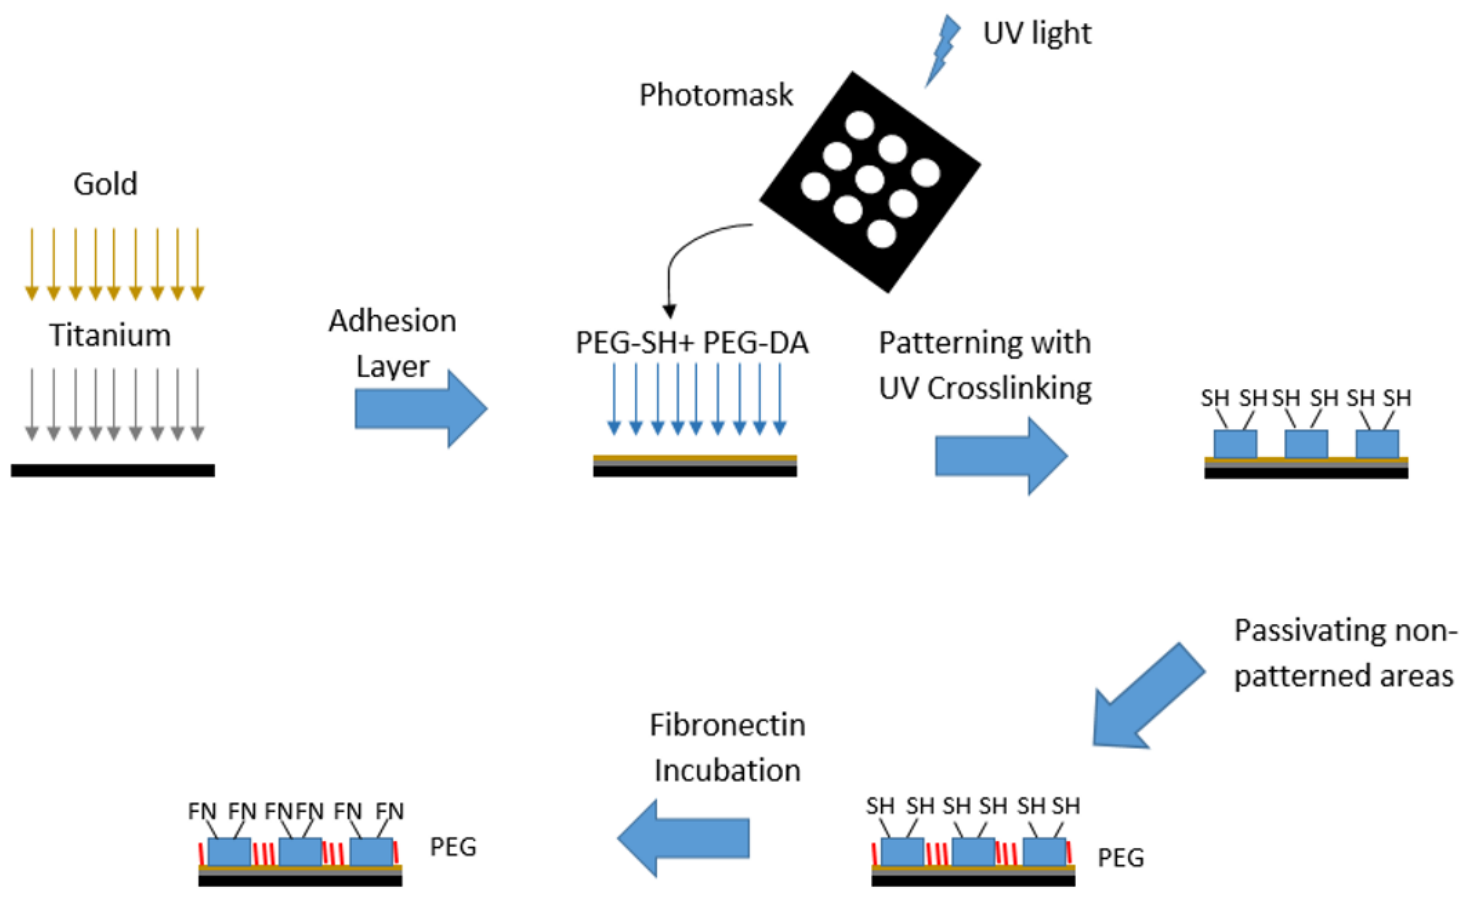 UV light
Photomask
Gold
Titanium
Adhesion
Layer
PEG-SH+ PEG-DA
Patterning with
UV Crosslinking
SH SH SH SH SH SH
Passivating non-
patterned areas
Fibronectin
Incubation
SH SH SH SH SH SH
PEG
FN FN FN FN FN FN
PEG